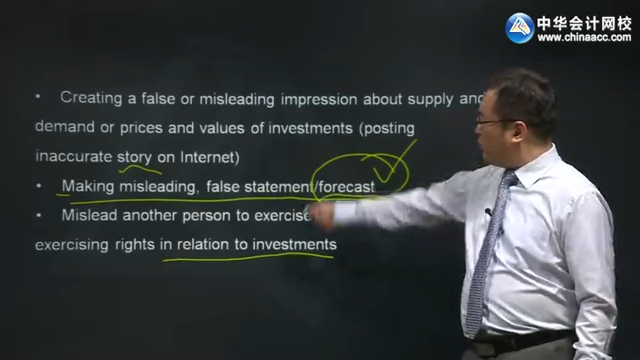 中华会计网校
www.chinaacc.com
• Creating a false or misleading impression about supply and
demand or prices and values of investments (posting
inaccurate story on Internet)
• Making misleading, false statement/forecast
• Mislead another person to exercise
exercising rights in relation to investments